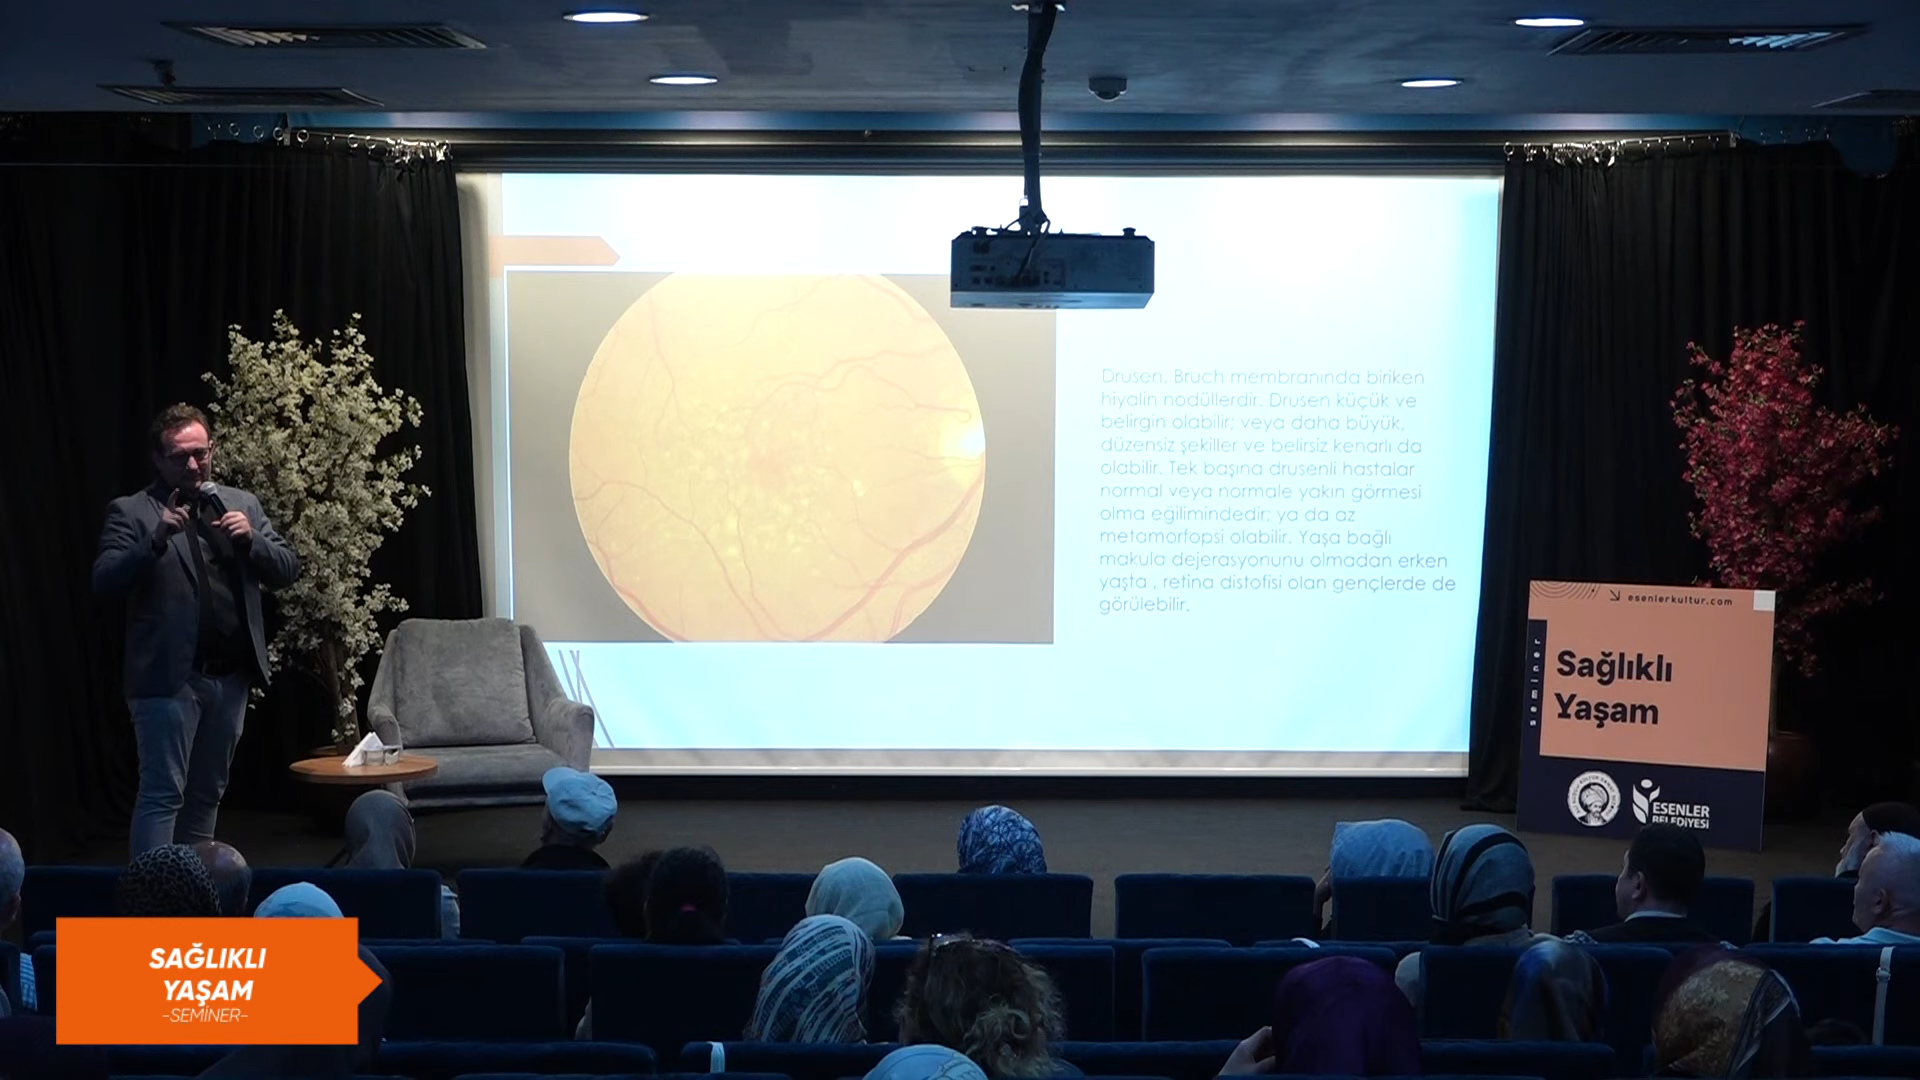 Drusen, Bruch membranında biriken
hiyalin nodüllerdir. Drusen küçük ve
belirgin olabilir; veya daha büyük,
düzensiz şekiller ve belirsiz kenarlı da
olabilir. Tek başına drusenli hastalar
normal veya normale yakın görmesi
olma eğilimindedir; ya da az
metamorfopsi olabilir. Yaşa bağlı
makula dejerasyonunu olmadan erken
yaşta , retina distofisi olan gençlerde de
görülebilir.
esenlerkultur.com
seminer
Sağlıklı
Yaşam
ESENLER
BELEDİYESİ
SAĞLIKLI
YAŞAM
-SEMİNER-